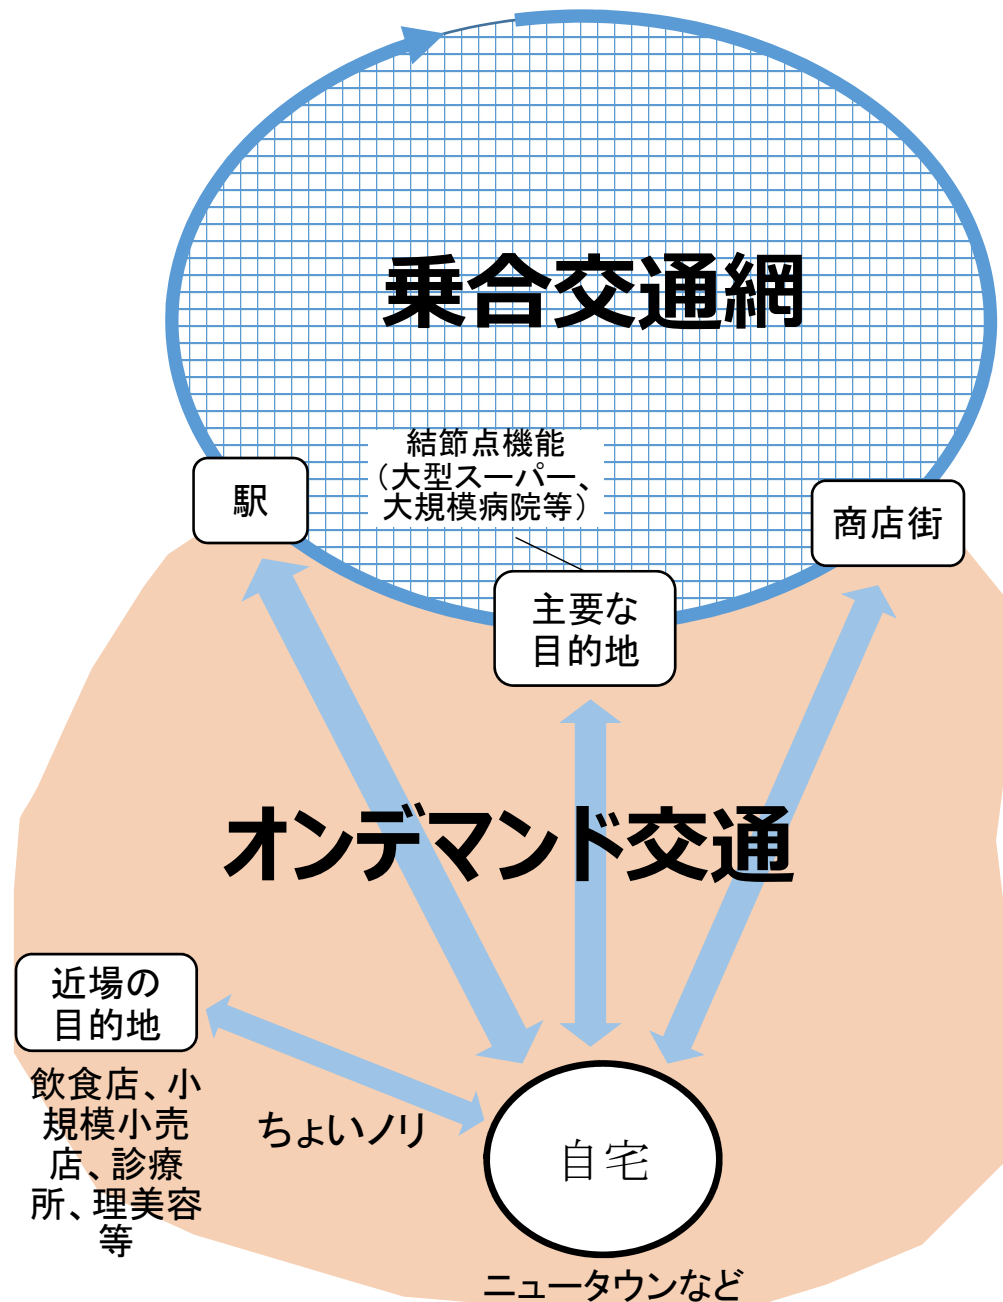 乗合交通網
結節点機能
（大型スーパー、
大規模病院等）
駅
商店街
主要な
目的地
オンデマンド交通
近場の
目的地
飲食店、小
規模小売
店、診療
所、理美容
等
ちょいノリ
自宅
ニュータウンなど